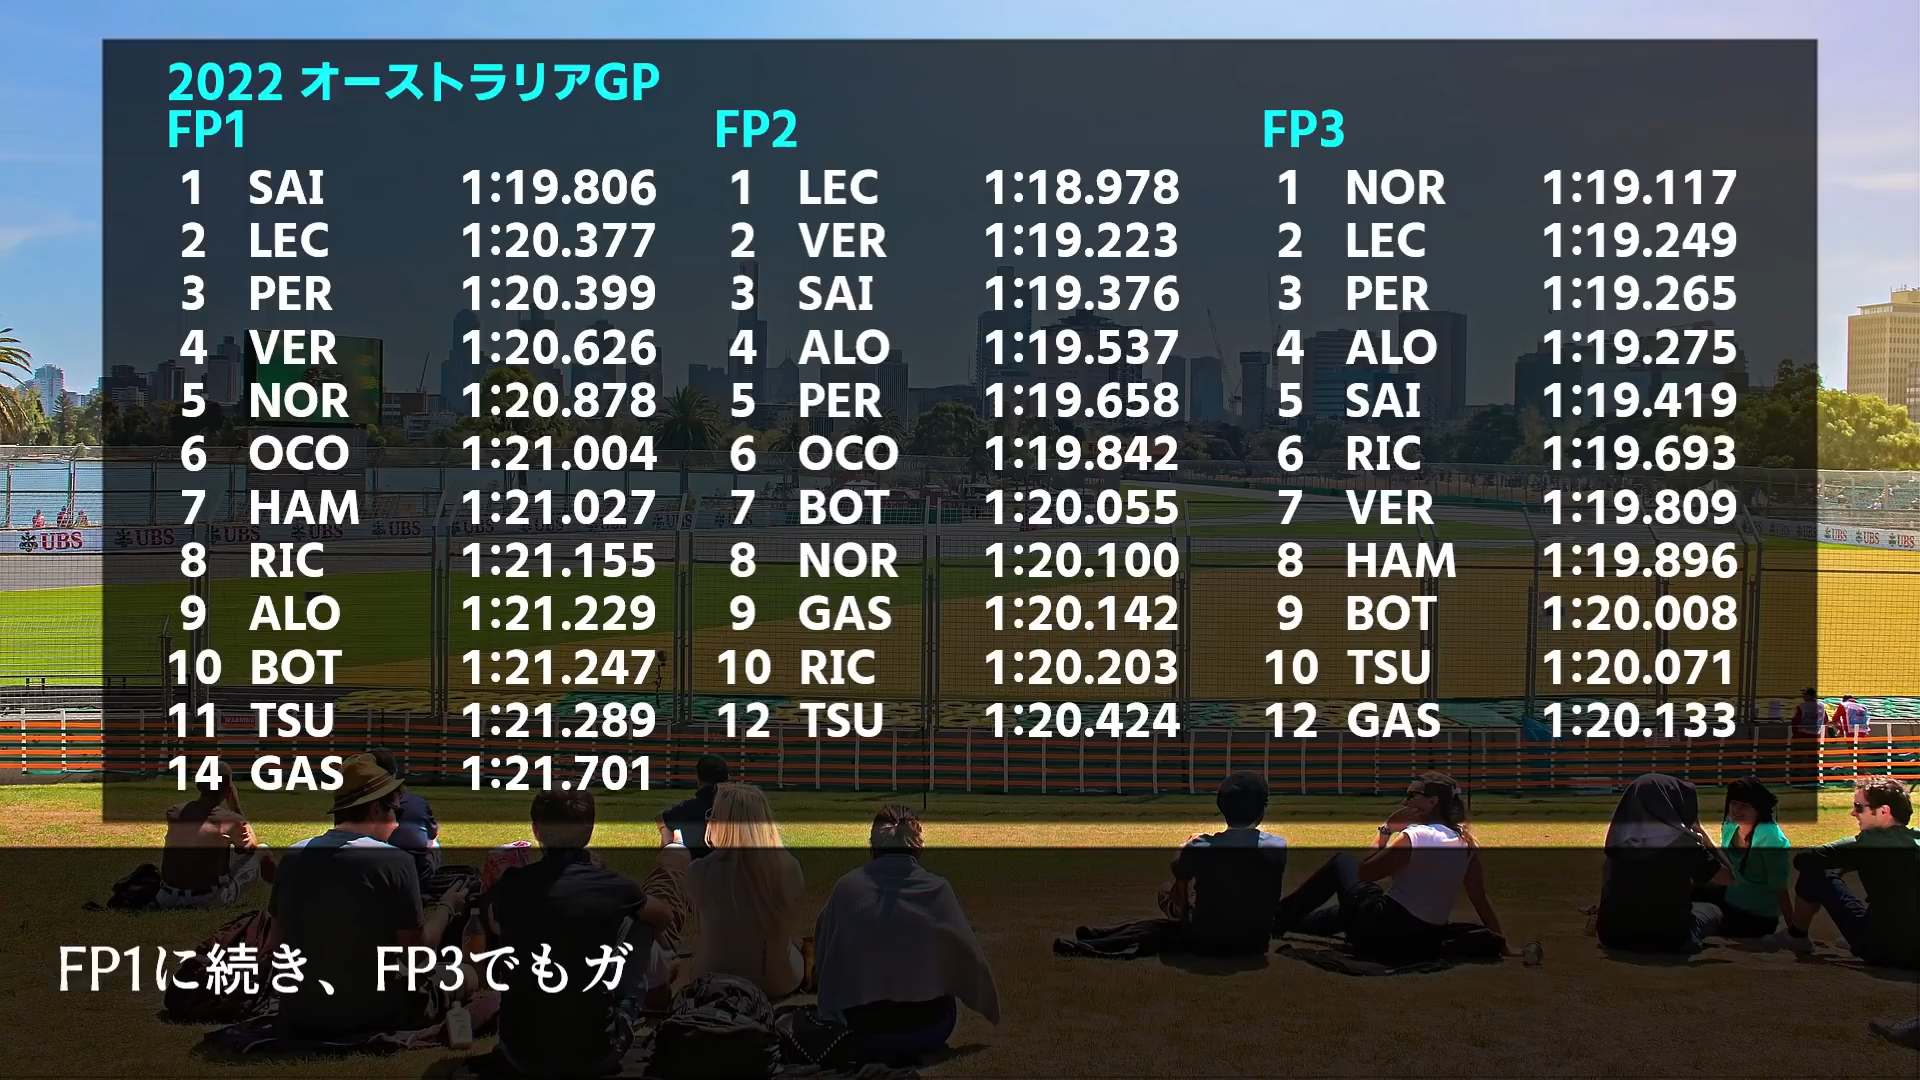 2022 オーストラリアGP
FP1 FP2 FP3
1 SAI 1:19.806 1 LEC 1:18.978 1 NOR 1:19.117
2 LEC 1:20.377 2 VER 1:19.223 2 LEC 1:19.249
3 PER 1:20.399 3 SAI 1:19.376 3 PER 1:19.265
4 VER 1:20.626 4 ALO 1:19.537 4 ALO 1:19.275
5 NOR 1:20.878 5 PER 1:19.658 5 SAI 1:19.419
6 OCO 1:21.004 6 OCO 1:19.842 6 RIC 1:19.693
7 HAM 1:21.027 7 BOT 1:20.055 7 VER 1:19.809
8 RIC 1:21.155 8 NOR 1:20.100 8 HAM 1:19.896
9 ALO 1:21.229 9 GAS 1:20.142 9 BOT 1:20.008
10 BOT 1:21.247 10 RIC 1:20.203 10 TSU 1:20.071
11 TSU 1:21.289 12 TSU 1:20.424 12 GAS 1:20.133
14 GAS 1:21.701
UBS UBS UBS UBS UBS UBS UBS
FP1に続き、FP3でもガ